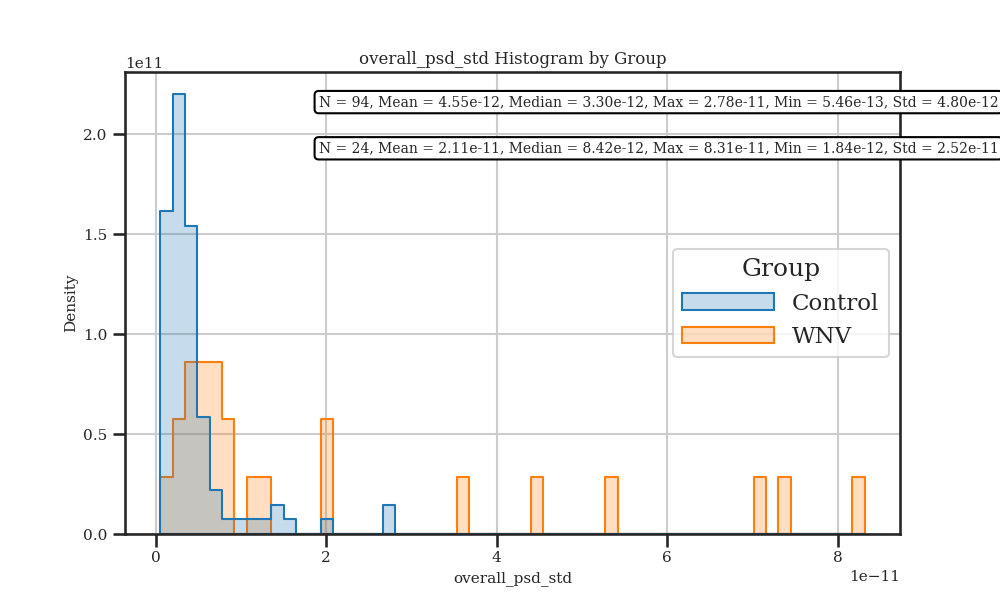 overall_psd_std Histogram by Group
1e11
N = 94, Mean = 4.55e-12, Median = 3.30e-12, Max = 2.78e-11, Min = 5.46e-13, Std = 4.80e-12
N = 24, Mean = 2.11e-11, Median = 8.42e-12, Max = 8.31e-11, Min = 1.84e-12, Std = 2.52e-11
2.0
1.5
1.0
0.5
0.0
Density
Group
Control
WNV
0
2
4
6
8
1e−11
overall_psd_std